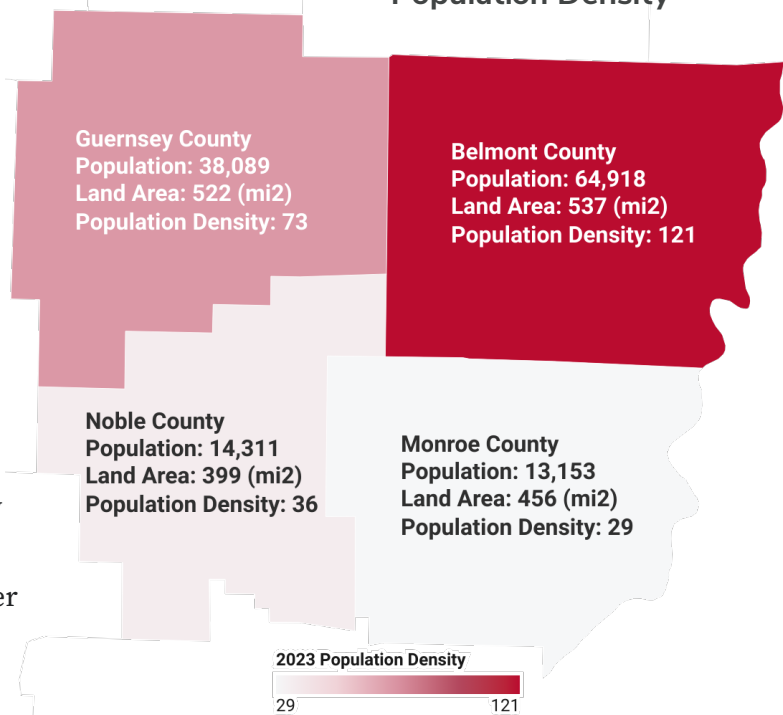 Population Density
Guernsey County
Population: 38,089
Land Area: 522 (mi2)
Population Density: 73
Belmont County
Population: 64,918
Land Area: 537 (mi2)
Population Density: 121
Noble County
Population: 14,311
Land Area: 399 (mi2)
Population Density: 36
Monroe County
Population: 13,153
Land Area: 456 (mi2)
Population Density: 29
2023 Population Density
29
121